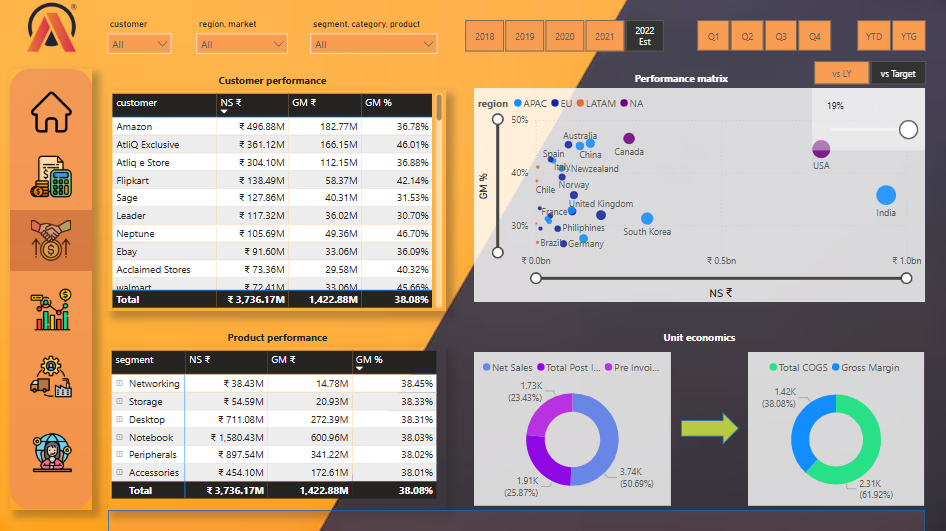 ®
customer region, market segment, category, product
All All All
2018 2019 2020 2021 2022 Est Q1 Q2 Q3 Q4 YTD YTG
vs LY vs Target
Customer performance
customer NS ₹ GM ₹ GM %
Amazon ₹ 496.88M 182.77M 36.78%
AtliQ Exclusive ₹ 361.12M 166.15M 46.01%
Atliq e Store ₹ 304.10M 112.15M 36.88%
Flipkart ₹ 138.49M 58.37M 42.14%
Sage ₹ 127.86M 40.31M 31.53%
Leader ₹ 117.32M 36.02M 30.70%
Neptune ₹ 105.69M 49.36M 46.70%
Ebay ₹ 91.60M 33.06M 36.09%
Acclaimed Stores ₹ 73.36M 29.58M 40.32%
walmart ₹ 72.41M 33.06M 45.66%
Total ₹ 3,736.17M 1,422.88M 38.08%
Performance matrix
region APAC EU LATAM NA
19%
50%
40%
30%
GM %
Australia
China
Canada
Spain
Italy
Newzealand
USA
Chile
Norway
India
France
United Kingdom
South Korea
Philiphines
Brazil
Germany
₹ 0.0bn ₹ 0.5bn ₹ 1.0bn
NS ₹
Product performance
segment NS ₹ GM ₹ GM %
Networking ₹ 38.43M 14.78M 38.45%
Storage ₹ 54.59M 20.93M 38.33%
Desktop ₹ 711.08M 272.39M 38.31%
Notebook ₹ 1,580.43M 600.96M 38.03%
Peripherals ₹ 897.54M 341.22M 38.02%
Accessories ₹ 454.10M 172.61M 38.01%
Total ₹ 3,736.17M 1,422.88M 38.08%
Unit economics
Net Sales Total Post I... Pre Invoi...
1.73K
(23.43%)
1.91K
(25.87%)
3.74K
(50.69%)
Total COGS Gross Margin
1.42K
(38.08%)
2.31K
(61.92%)